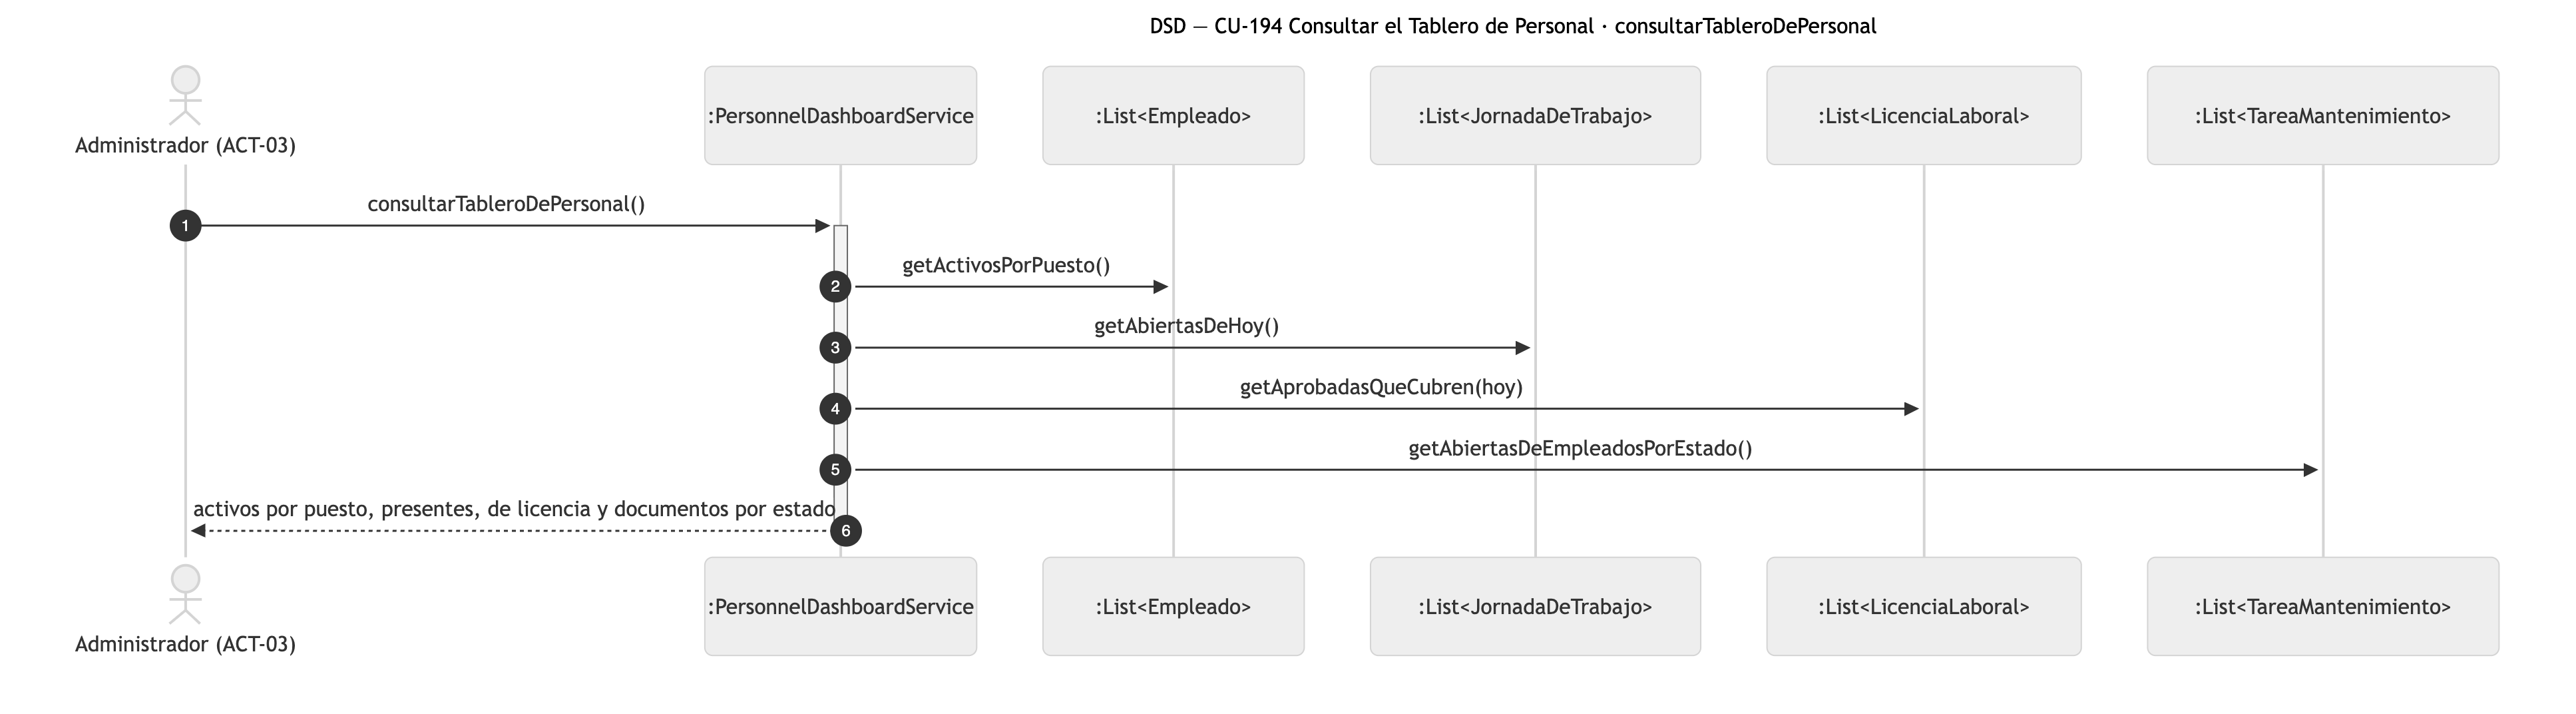 DSD — CU-194 Consultar el Tablero de Personal · consultarTableroDePersonal
Administrador (ACT-03)
:PersonnelDashboardService
:List<Empleado>
:List<JornadaDeTrabajo>
:List<LicenciaLaboral>
:List<TareaMantenimiento>
consultarTableroDePersonal()
1
getActivosPorPuesto()
2
getAbiertasDeHoy()
3
getAprobadasQueCubren(hoy)
4
getAbiertasDeEmpleadosPorEstado()
5
activos por puesto, presentes, de licencia y documentos por estado
6
Administrador (ACT-03)
:PersonnelDashboardService
:List<Empleado>
:List<JornadaDeTrabajo>
:List<LicenciaLaboral>
:List<TareaMantenimiento>